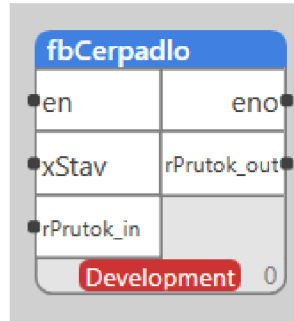 fbCerpadlo
en eno
xStav rPrutok_out
rPrutok_in
Development 0